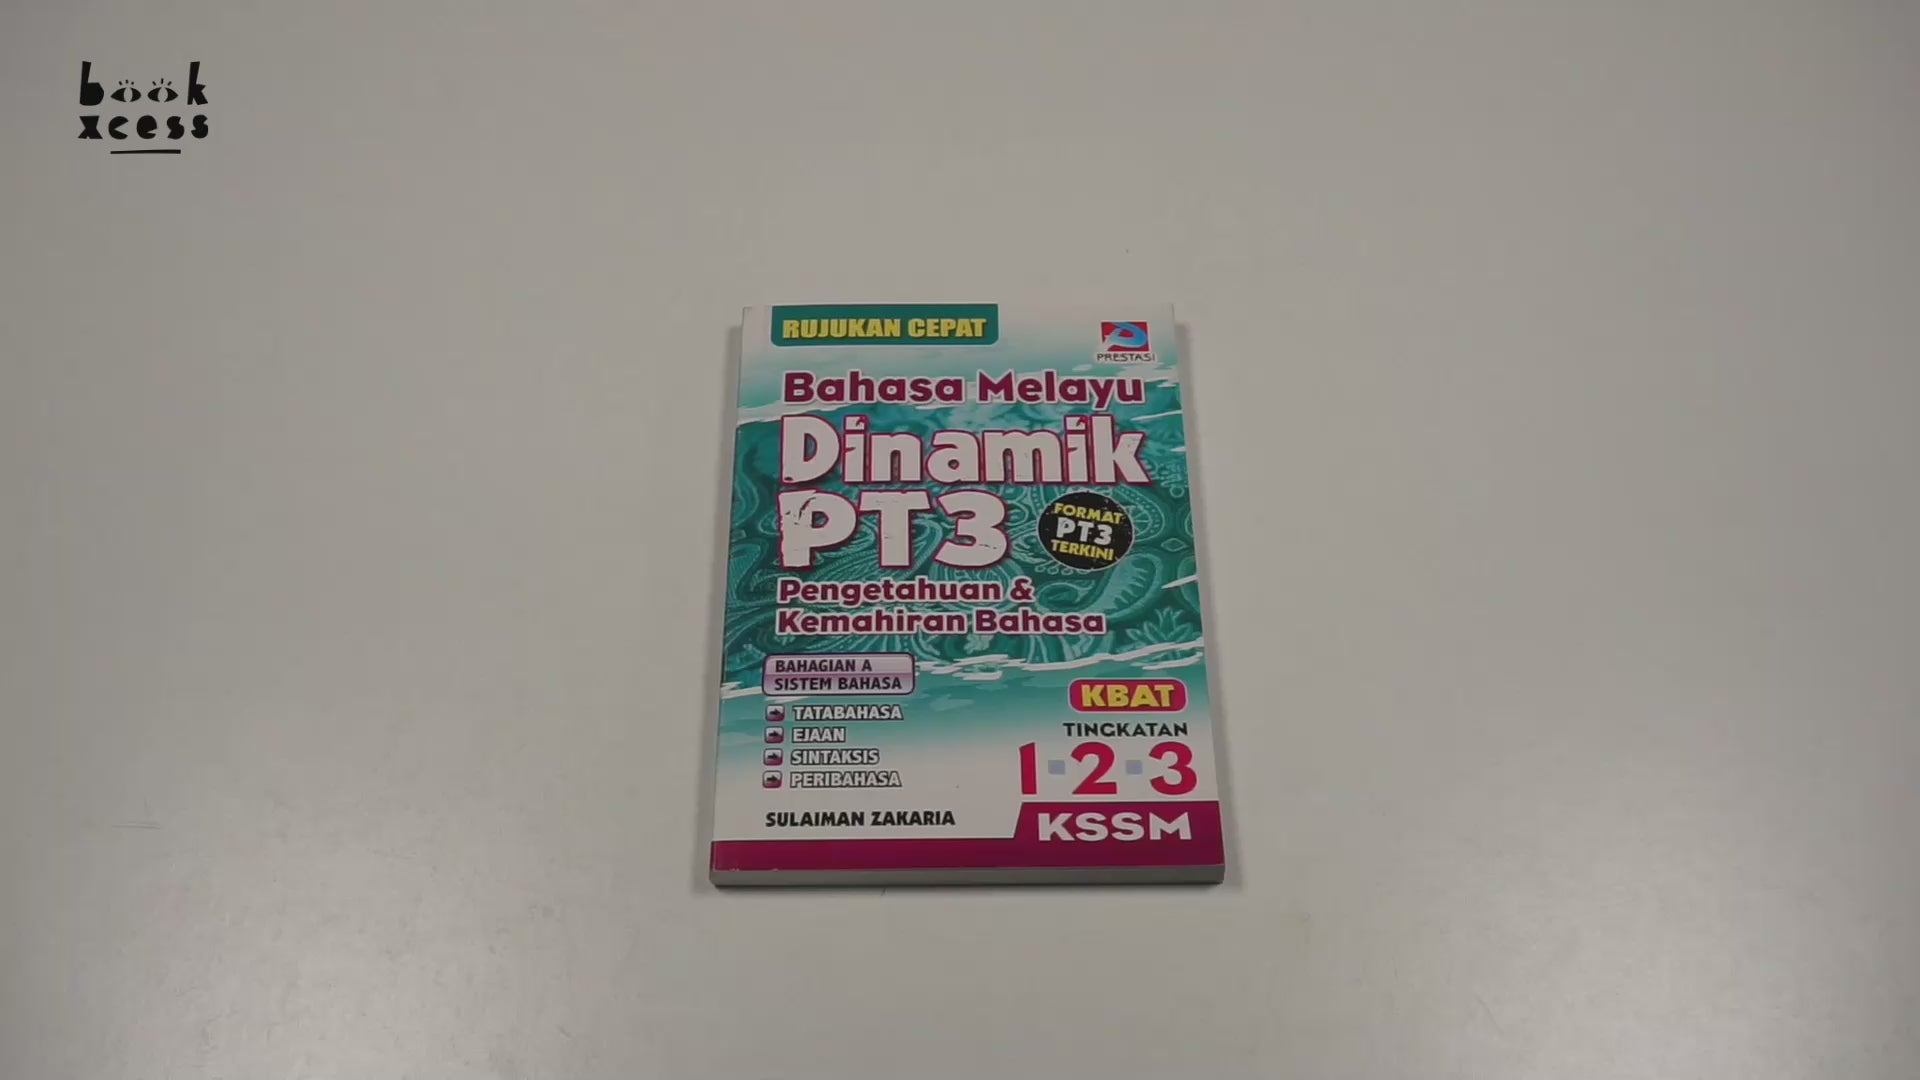 book
xcess
RUJUKAN CEPAT
PRESTASI
Bahasa Melayu
Dinamik
PT3
FORMAT
PT3
TERKINI
Pengetahuan &
Kemahiran Bahasa
BAHAGIAN A
SISTEM BAHASA
TATABAHASA
EJAAN
SINTAKSIS
PERIBAHASA
KBAT
TINGKATAN
1 2 3
SULAIMAN ZAKARIA
KSSM